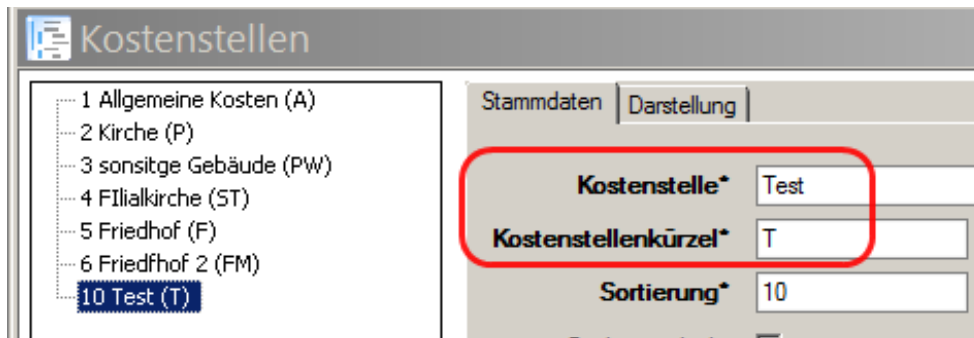 Kostenstellen
1 Allgemeine Kosten (A)
2 Kirche (P)
3 sonsitge Gebäude (PW)
4 FIlialkirche (ST)
5 Friedhof (F)
6 Friedfhof 2 (FM)
10 Test (T)
Stammdaten Darstellung
Kostenstelle* Test
Kostenstellenkürzel* T
Sortierung* 10